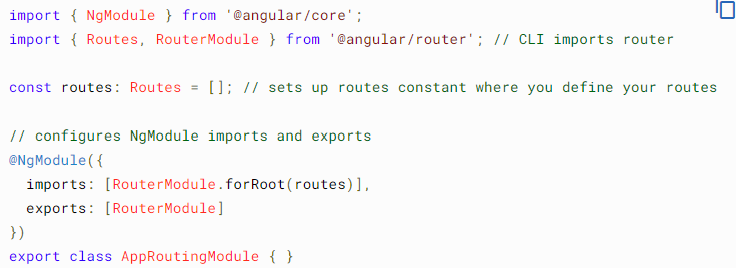 import { NgModule } from '@angular/core';
import { Routes, RouterModule } from '@angular/router'; // CLI imports router
const routes: Routes = []; // sets up routes constant where you define your routes
// configures NgModule imports and exports
@NgModule({
imports: [RouterModule.forRoot(routes)],
exports: [RouterModule]
})
export class AppRoutingModule { }